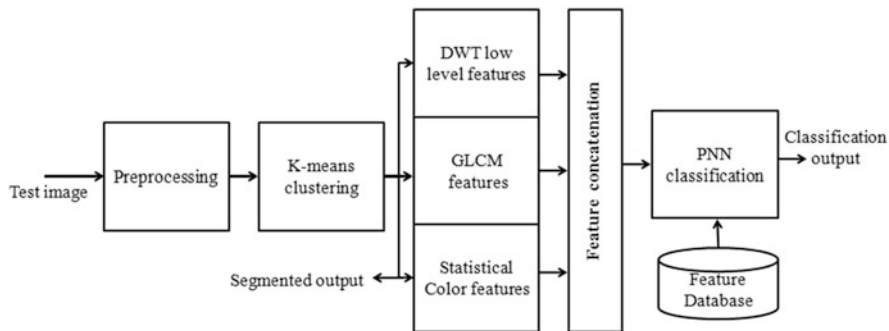 Test image
Preprocessing
K-means
clustering
Segmented output
DWT low
level features
GLCM
features
Statistical
Color features
Feature concatenation
PNN
classification
Classification
output
Feature
Database